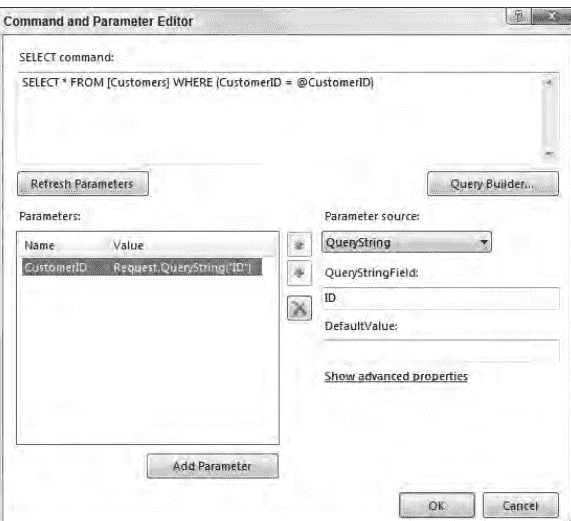 Command and Parameter Editor
SELECT command:
SELECT * FROM [Customers] WHERE (CustomerID = @CustomerID)
Refresh Parameters
Query Builder...
Parameters:
Parameter source:
Name Value
QueryString
CustomerID Request.QueryString("ID")
QueryStringField:
ID
DefaultValue:
Show advanced properties
Add Parameter
OK
Cancel